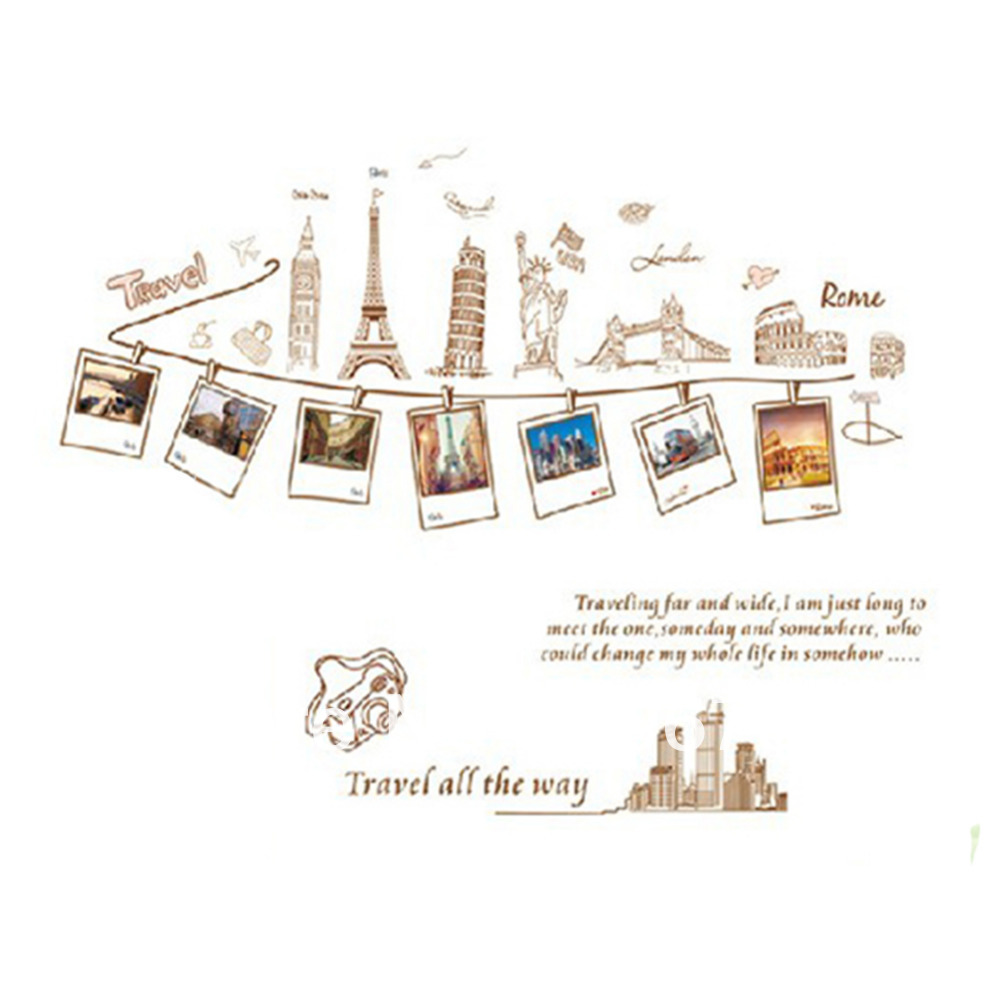 Travel
Paris
London
Rome
Traveling far and wide,I am just long to
meet the one,someday and somewhere, who
could change my whole life in somehow .....
Travel all the way